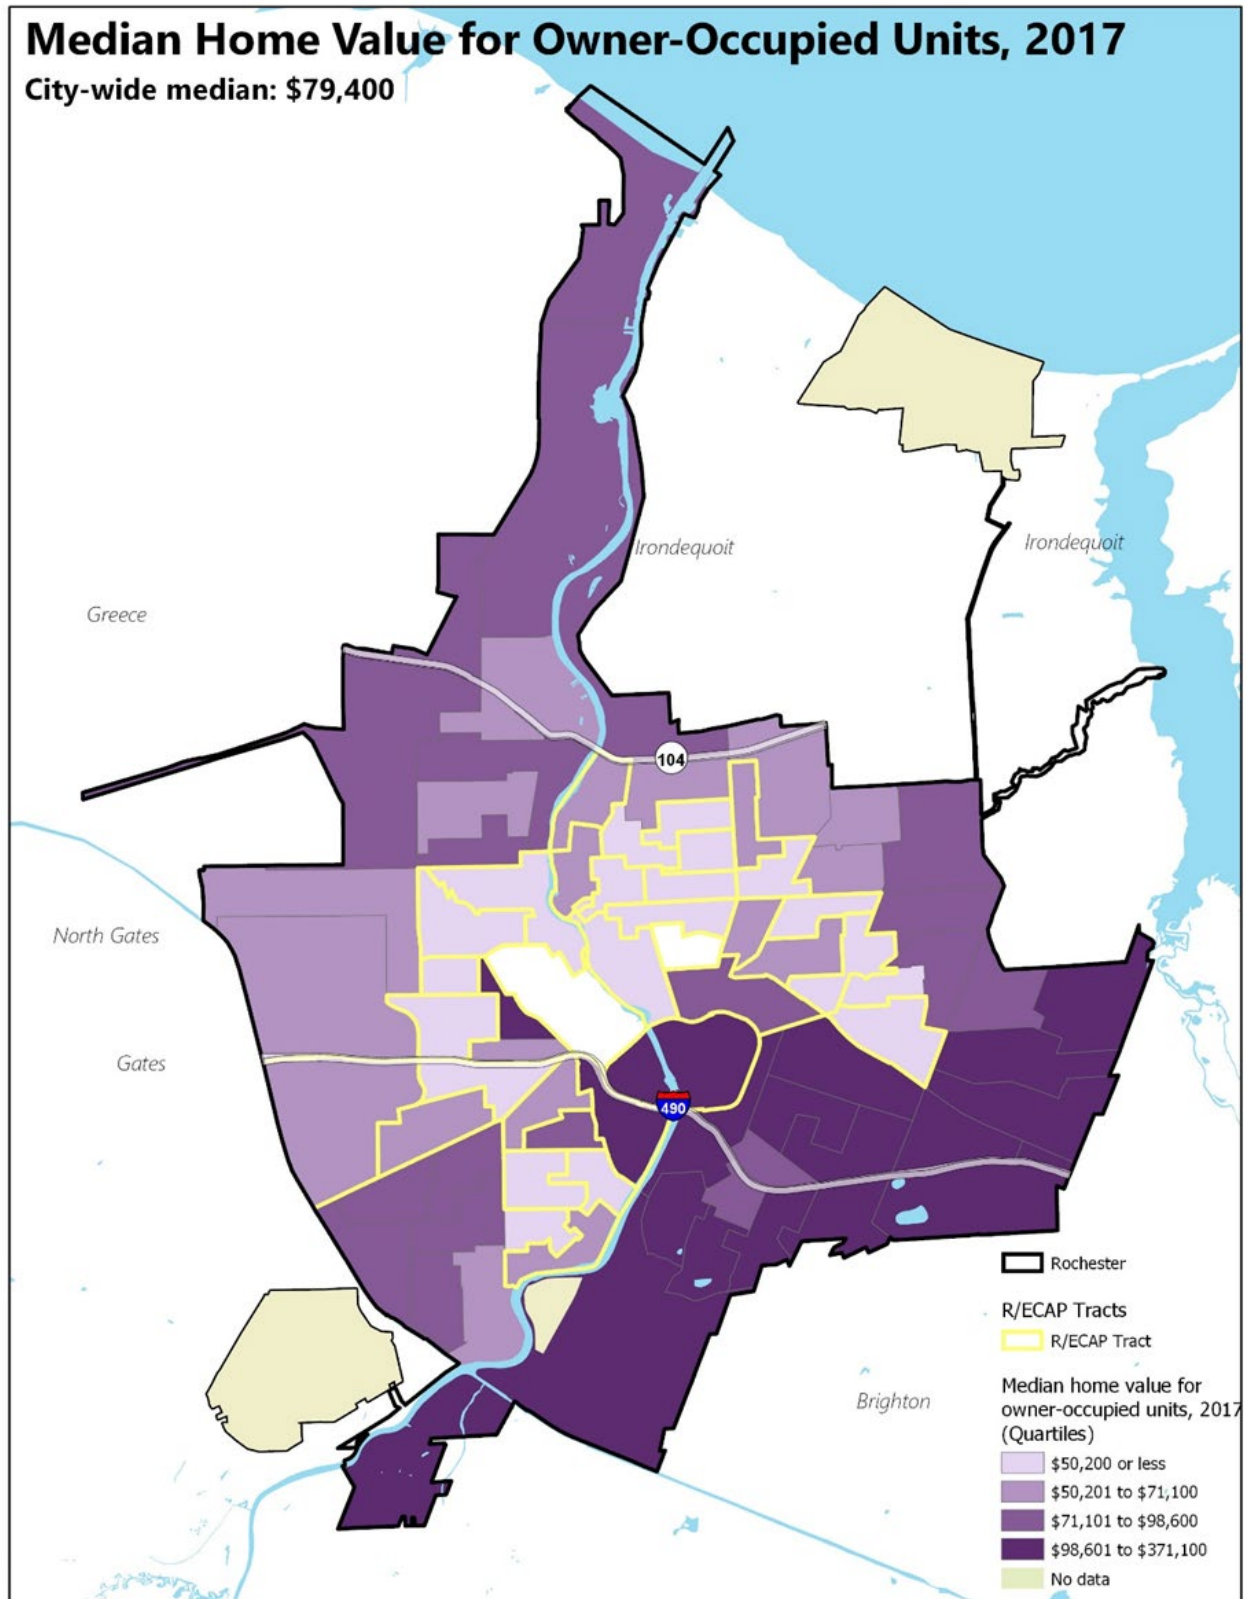 Median Home Value for Owner-Occupied Units, 2017
City-wide median: $79,400
Irondequoit
Irondequoit
Greece
104
North Gates
Gates
490
Brighton
Rochester
R/ECAP Tracts
R/ECAP Tract
Median home value for
owner-occupied units, 2017
(Quartiles)
$50,200 or less
$50,201 to $71,100
$71,101 to $98,600
$98,601 to $371,100
No data